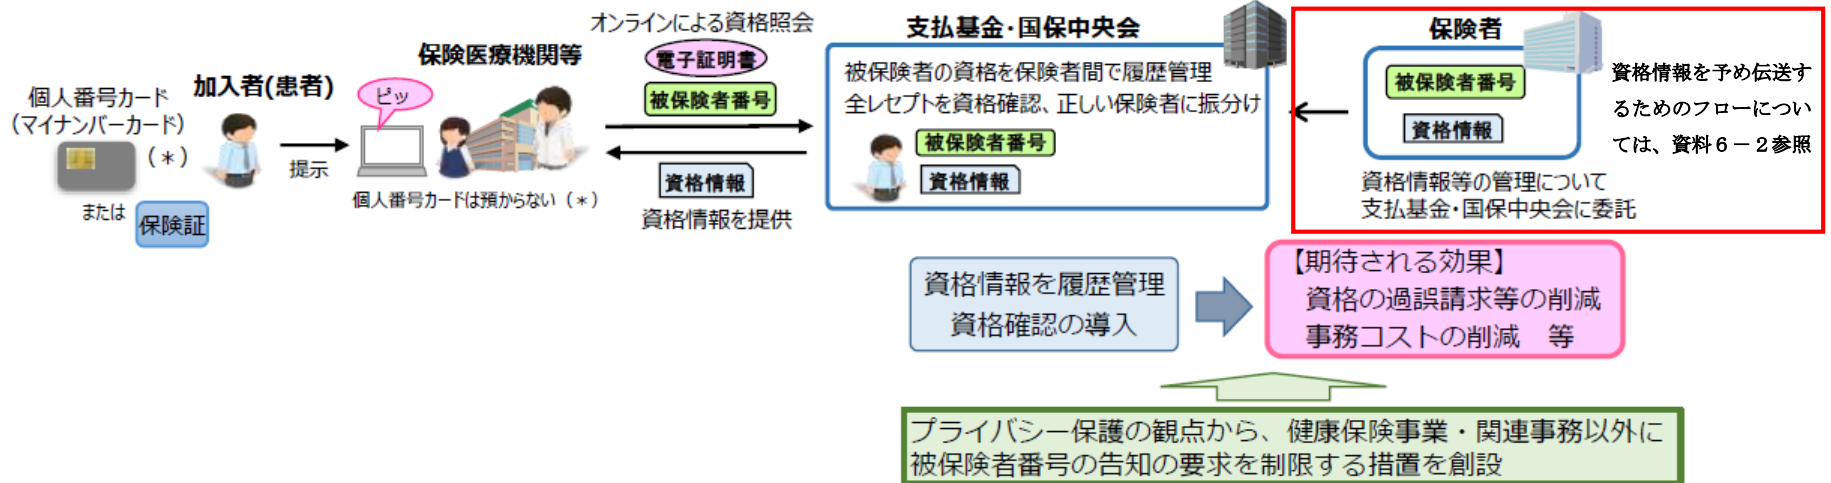 個人番号カード
（マイナンバーカード）
（＊）
または
保険証
加入者(患者)
提示
保険医療機関等
ピッ
個人番号カードは預からない（＊）
オンラインによる資格照会
電子証明書
被保険者番号
資格情報
資格情報を提供
支払基金・国保中央会
被保険者の資格を保険者間で履歴管理
全レセプトを資格確認、正しい保険者に振分け
被保険者番号
資格情報
保険者
被保険者番号
資格情報
資格情報等の管理について
支払基金・国保中央会に委託
資格情報を予め伝送す
るためのフローについ
ては、資料６－２参照
資格情報を履歴管理
資格確認の導入
【期待される効果】
資格の過誤請求等の削減
事務コストの削減　等
プライバシー保護の観点から、健康保険事業・関連事務以外に
被保険者番号の告知の要求を制限する措置を創設